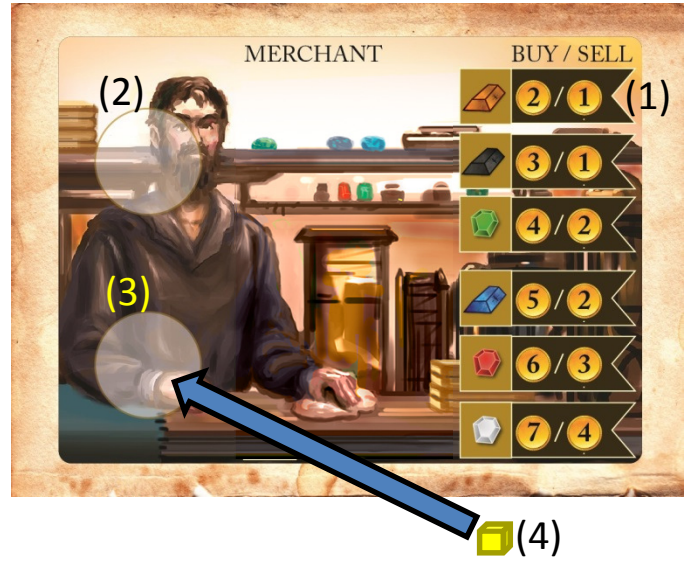 MERCHANT BUY / SELL
(2) 2 / 1 (1)
3 / 1
4 / 2
(3) 5 / 2
6 / 3
7 / 4
(4)